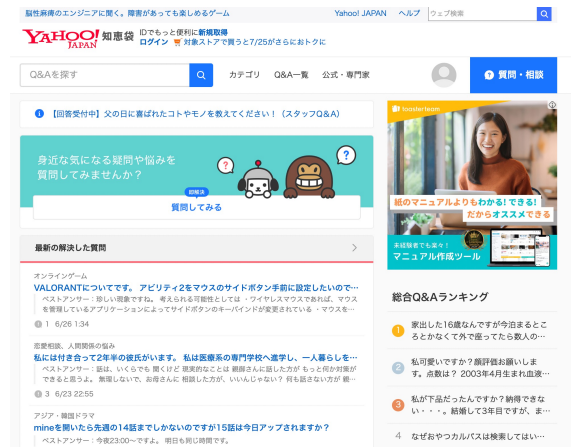 脳性麻痺のエンジニアに聞く。障害があっても楽しめるゲーム
Yahoo! JAPAN ヘルプ ウェブ検索
YAHOO! JAPAN 知恵袋
IDでもっと便利に新規取得
ログイン 対象ストアで買うと7/25がさらにおトクに
Q&Aを探す
カテゴリ Q&A一覧 公式・専門家
質問・相談
【回答受付中】父の日に喜ばれたコトやモノを教えてください！（スタッフQ&A）
身近な気になる疑問や悩みを
質問してみませんか？
即解決
質問してみる
最新の解決した質問
オンラインゲーム
VALORANTについてです。 アビリティ2をマウスのサイドボタン手前に設定したいので…
ベストアンサー：珍しい現象ですね。 考えられる可能性としては ・ワイヤレスマウスであれば、マウス
を管理しているアプリケーションによってサイドボタンのキーバインドが変更されている ・マウスを…
1 6/26 1:34
恋愛相談、人間関係の悩み
私には付き合って2年半の彼氏がいます。 私は医療系の専門学校へ進学し、一人暮らしを…
ベストアンサー：話は、いくらでも 聞くけど 現実的なことは 親御さんに話した方が もっと何か対策が
できると思うよ。 無理しないで、お母さんに 相談した方が、いいんじゃない？ 何も話さない方が 親…
3 6/23 22:55
アジア・韓国ドラマ
mineを開いたら先週の14話までしかないのですが15話は今日アップされますか？
ベストアンサー：今夜23:00～ですよ。 明日も同じ時間です。
toasterteam
紙のマニュアルよりもわかる！できる！
だからオススメできる
未経験者でも楽々！
マニュアル作成ツール
総合Q&Aランキング
1 家出した16歳なんですが今泊まるとこ
ろとかなくて外で座ってたら数人の…
2 私可愛いですか？顔評価お願いしま
す。点数は？ 2003年4月生まれ血液…
3 私が下品だったんですか？納得できな
い・・・。結婚して3年目ですが、ま…
4 なぜおやつカルパスは検索してはい…